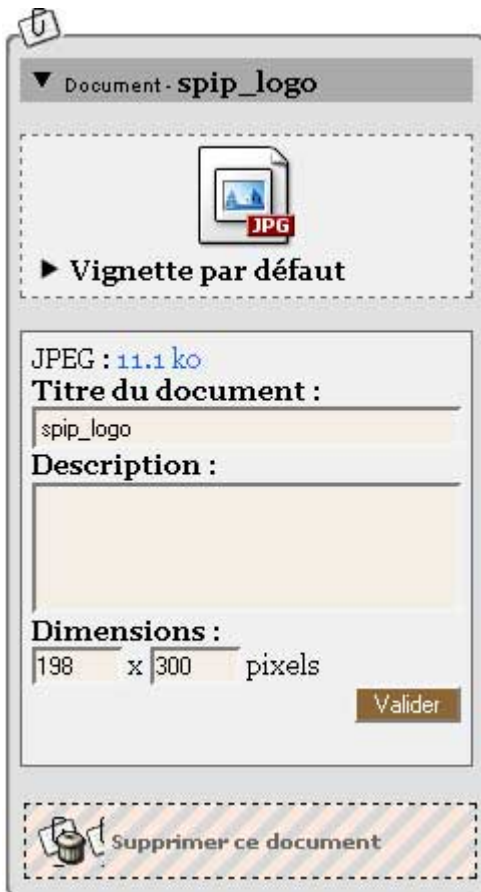 ▼ Document - spip_logo
JPG
► Vignette par défaut
JPEG : 11.1 ko
Titre du document :
spip_logo
Description :
Dimensions :
198 x 300 pixels
Valider
Supprimer ce document